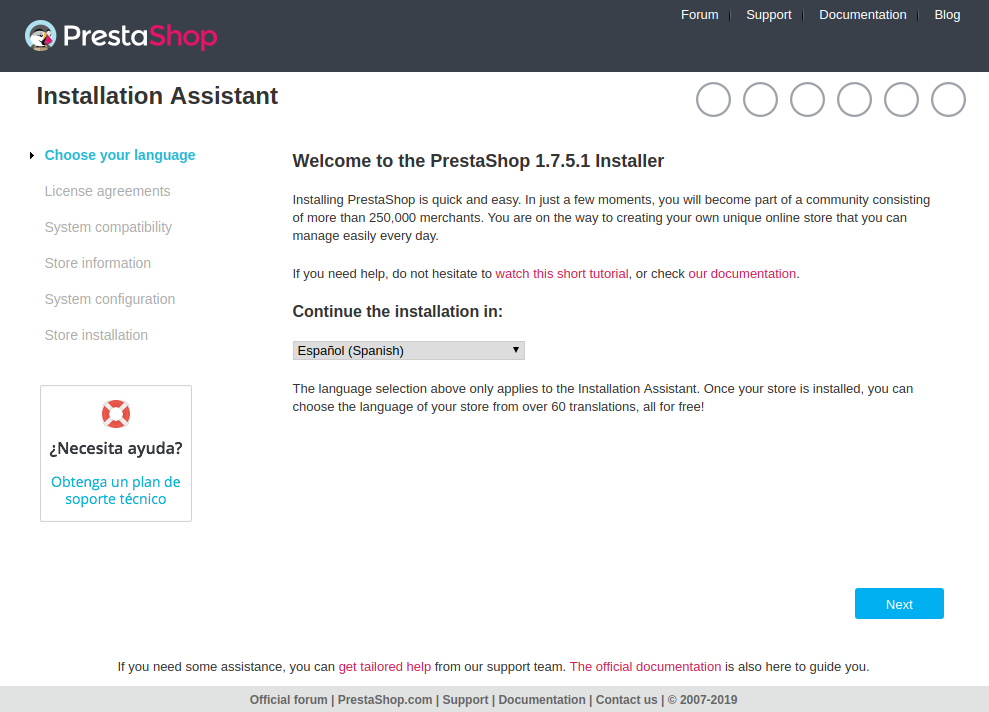 Forum
Support
Documentation
Blog
PrestaShop
Installation Assistant
Choose your language
License agreements
System compatibility
Store information
System configuration
Store installation
¿Necesita ayuda?
Obtenga un plan de
soporte técnico
Welcome to the PrestaShop 1.7.5.1 Installer
Installing PrestaShop is quick and easy. In just a few moments, you will become part of a community consisting
of more than 250,000 merchants. You are on the way to creating your own unique online store that you can
manage easily every day.
If you need help, do not hesitate to watch this short tutorial, or check our documentation.
Continue the installation in:
Español (Spanish)
The language selection above only applies to the Installation Assistant. Once your store is installed, you can
choose the language of your store from over 60 translations, all for free!
Next
If you need some assistance, you can get tailored help from our support team. The official documentation is also here to guide you.
Official forum | PrestaShop.com | Support | Documentation | Contact us | © 2007-2019